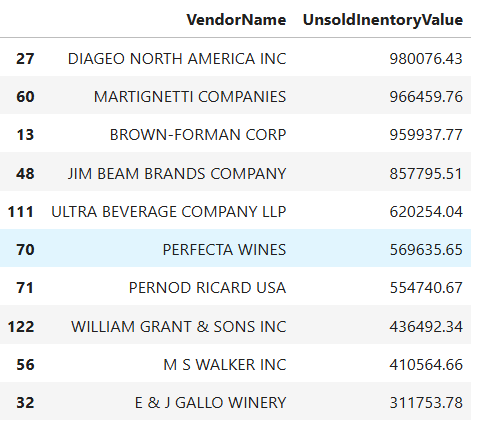 VendorName UnsoldInentoryValue
27 DIAGEO NORTH AMERICA INC 980076.43
60 MARTIGNETTI COMPANIES 966459.76
13 BROWN-FORMAN CORP 959937.77
48 JIM BEAM BRANDS COMPANY 857795.51
111 ULTRA BEVERAGE COMPANY LLP 620254.04
70 PERFECTA WINES 569635.65
71 PERNOD RICARD USA 554740.67
122 WILLIAM GRANT & SONS INC 436492.34
56 M S WALKER INC 410564.66
32 E & J GALLO WINERY 311753.78